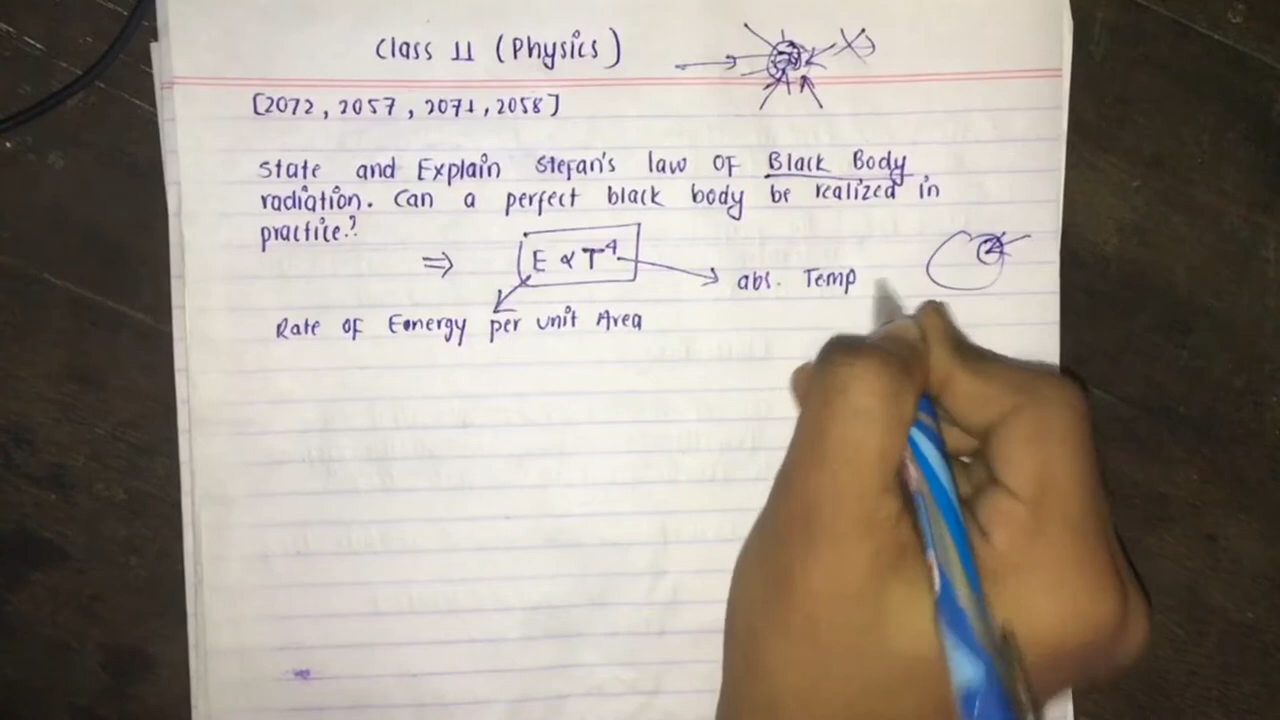 Class 11 (Physics)
[2072, 2057, 2071, 2058]
State and Explain Stefan's law OF Black Body
radiation. Can a perfect black body be realized in
practice.?
⇒ E ∝ T⁴
abs. Temp
Rate OF Eenergy per unit Area